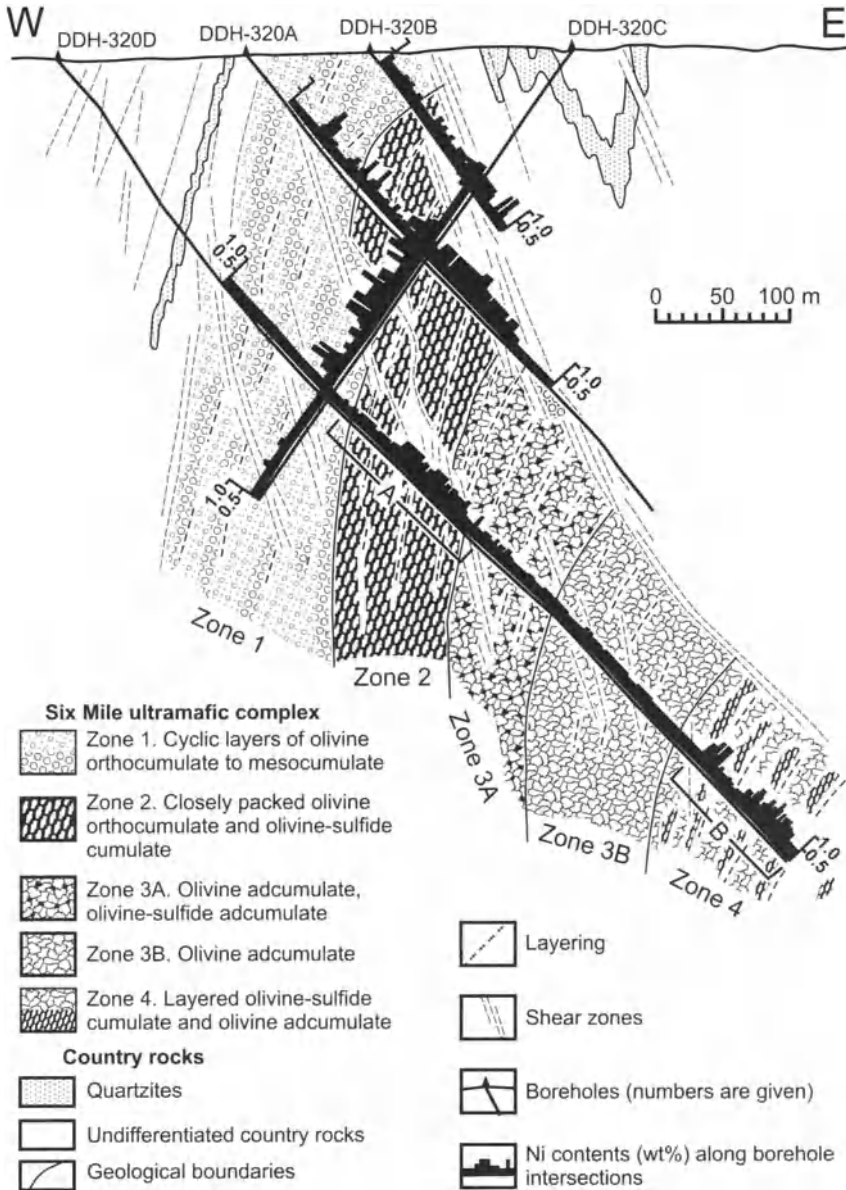 W
E
DDH-320D
DDH-320A
DDH-320B
DDH-320C
1.0
0.5
1.0
0.5
0 50 100 m
1.0
0.5
1.0
0.5
A
Zone 1
Zone 2
Zone 3A
Zone 3B
B
1.0
0.5
Zone 4
Six Mile ultramafic complex
Zone 1. Cyclic layers of olivine
orthocumulate to mesocumulate
Zone 2. Closely packed olivine
orthocumulate and olivine-sulfide
cumulate
Zone 3A. Olivine adcumulate,
olivine-sulfide adcumulate
Zone 3B. Olivine adcumulate
Zone 4. Layered olivine-sulfide
cumulate and olivine adcumulate
Country rocks
Quartzites
Undifferentiated country rocks
Geological boundaries
Layering
Shear zones
Boreholes (numbers are given)
Ni contents (wt%) along borehole
intersections